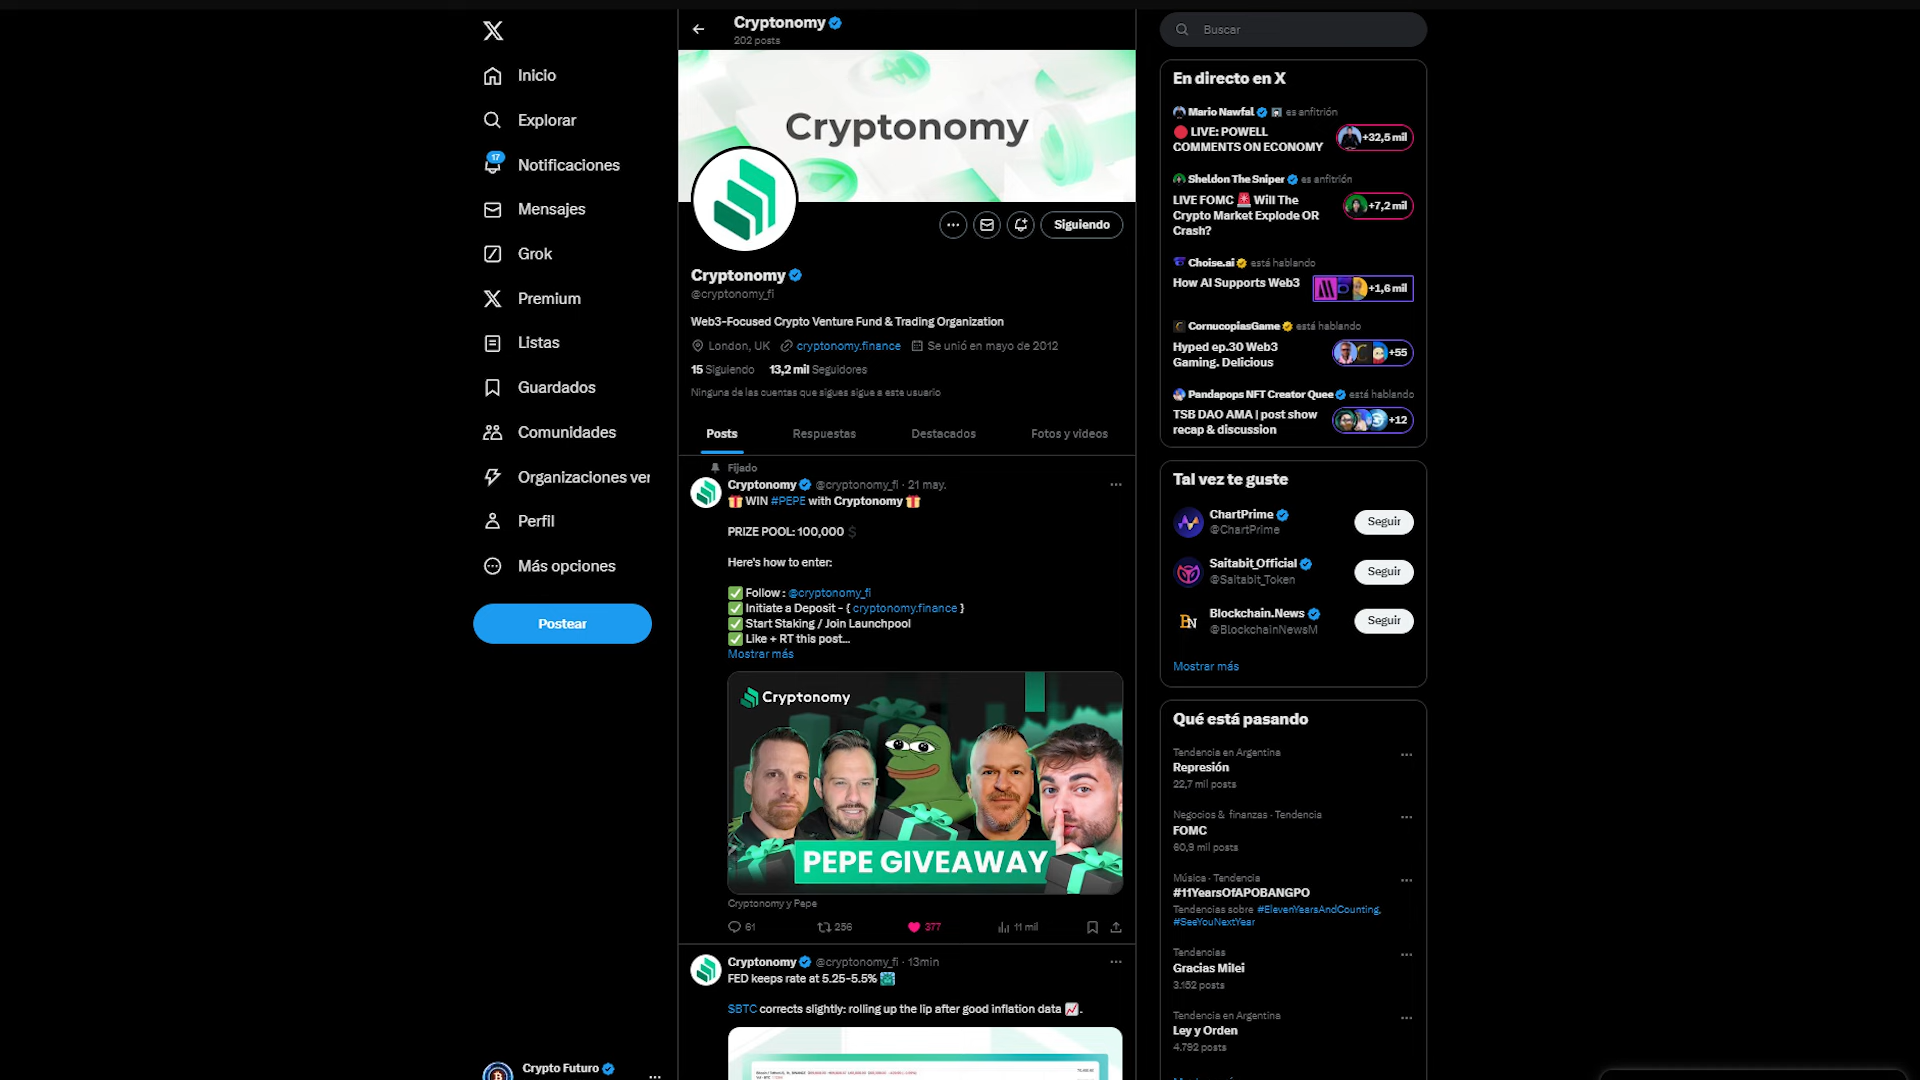 Inicio
Explorar
17
Notificaciones
Mensajes
Grok
Premium
Listas
Guardados
Comunidades
Organizaciones ver
Perfil
Más opciones
Postear
Crypto Futuro
Cryptonomy
202 posts
Cryptonomy
Siguiendo
Cryptonomy
@cryptonomy_fi
Web3-Focused Crypto Venture Fund & Trading Organization
London, UK cryptonomy.finance Se unió en mayo de 2012
15 Siguiendo 13,2 mil Seguidores
Ninguna de las cuentas que sigues sigue a este usuario
Posts Respuestas Destacados Fotos y videos
Fijado
Cryptonomy @cryptonomy_fi · 21 may.
WIN #PEPE with Cryptonomy
PRIZE POOL: 100,000 $
Here's how to enter:
Follow : @cryptonomy_fi
Initiate a Deposit - { cryptonomy.finance }
Start Staking / Join Launchpool
Like + RT this post...
Mostrar más
Cryptonomy
PEPE GIVEAWAY
Cryptonomy y Pepe
61 256 377 11 mil
Cryptonomy @cryptonomy_fi · 13min
FED keeps rate at 5.25-5.5%
$BTC corrects slightly: rolling up the lip after good inflation data .
Buscar
En directo en X
Mario Nawfal es anfitrión
LIVE: POWELL
COMMENTS ON ECONOMY
+32,5 mil
Sheldon The Sniper es anfitrión
LIVE FOMC Will The
Crypto Market Explode OR
Crash?
+7,2 mil
Choise.ai está hablando
How AI Supports Web3
+1,6 mil
CornucopiasGame está hablando
Hyped ep.30 Web3
Gaming. Delicious
+55
Pandapops NFT Creator Quee está hablando
TSB DAO AMA | post show
recap & discussion
+12
Tal vez te guste
ChartPrime
@ChartPrime
Seguir
Saitabit_Official
@Saitabit_Token
Seguir
BN
Blockchain.News
@BlockchainNewsM
Seguir
Mostrar más
Qué está pasando
Tendencia en Argentina
Represión
22,7 mil posts
Negocios & finanzas · Tendencia
FOMC
60,9 mil posts
Música · Tendencia
#11YearsOfAPOBANGPO
Tendencias sobre #ElevenYearsAndCounting,
#SeeYouNextYear
Tendencias
Gracias Milei
3.152 posts
Tendencia en Argentina
Ley y Orden
4.792 posts